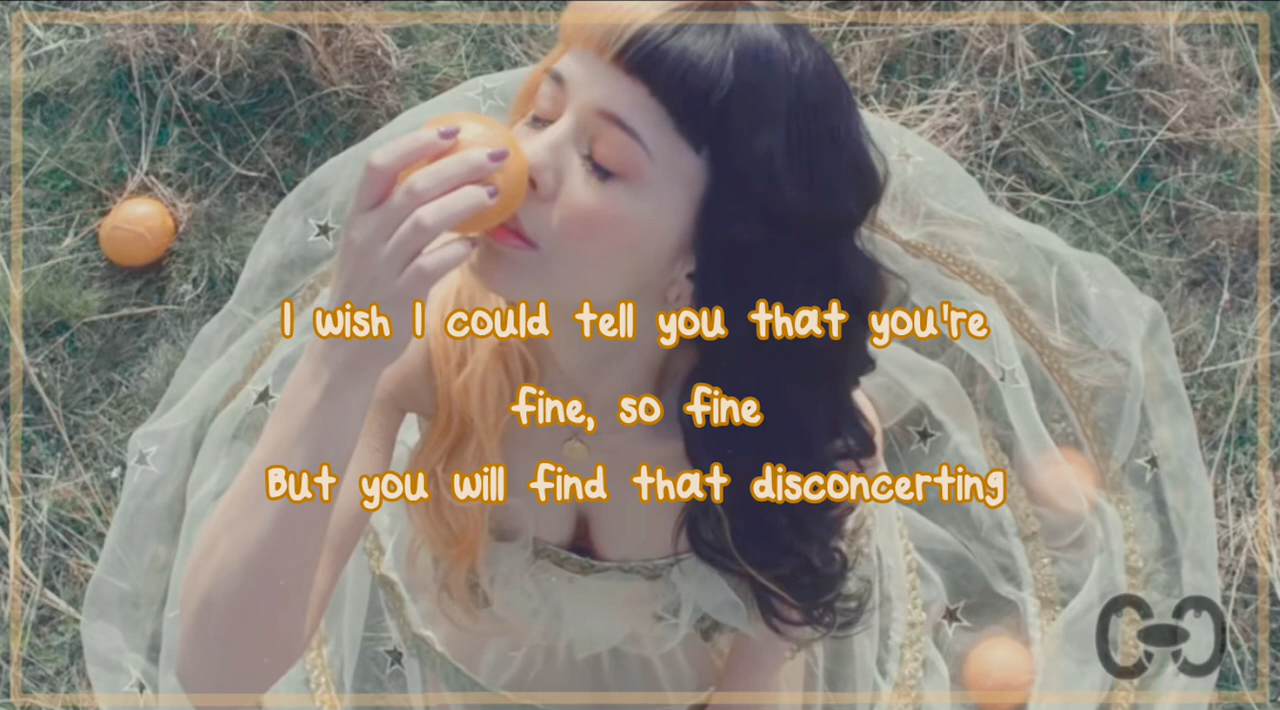 I wish I could tell you that you're
fine, so fine
But you will find that disconcerting